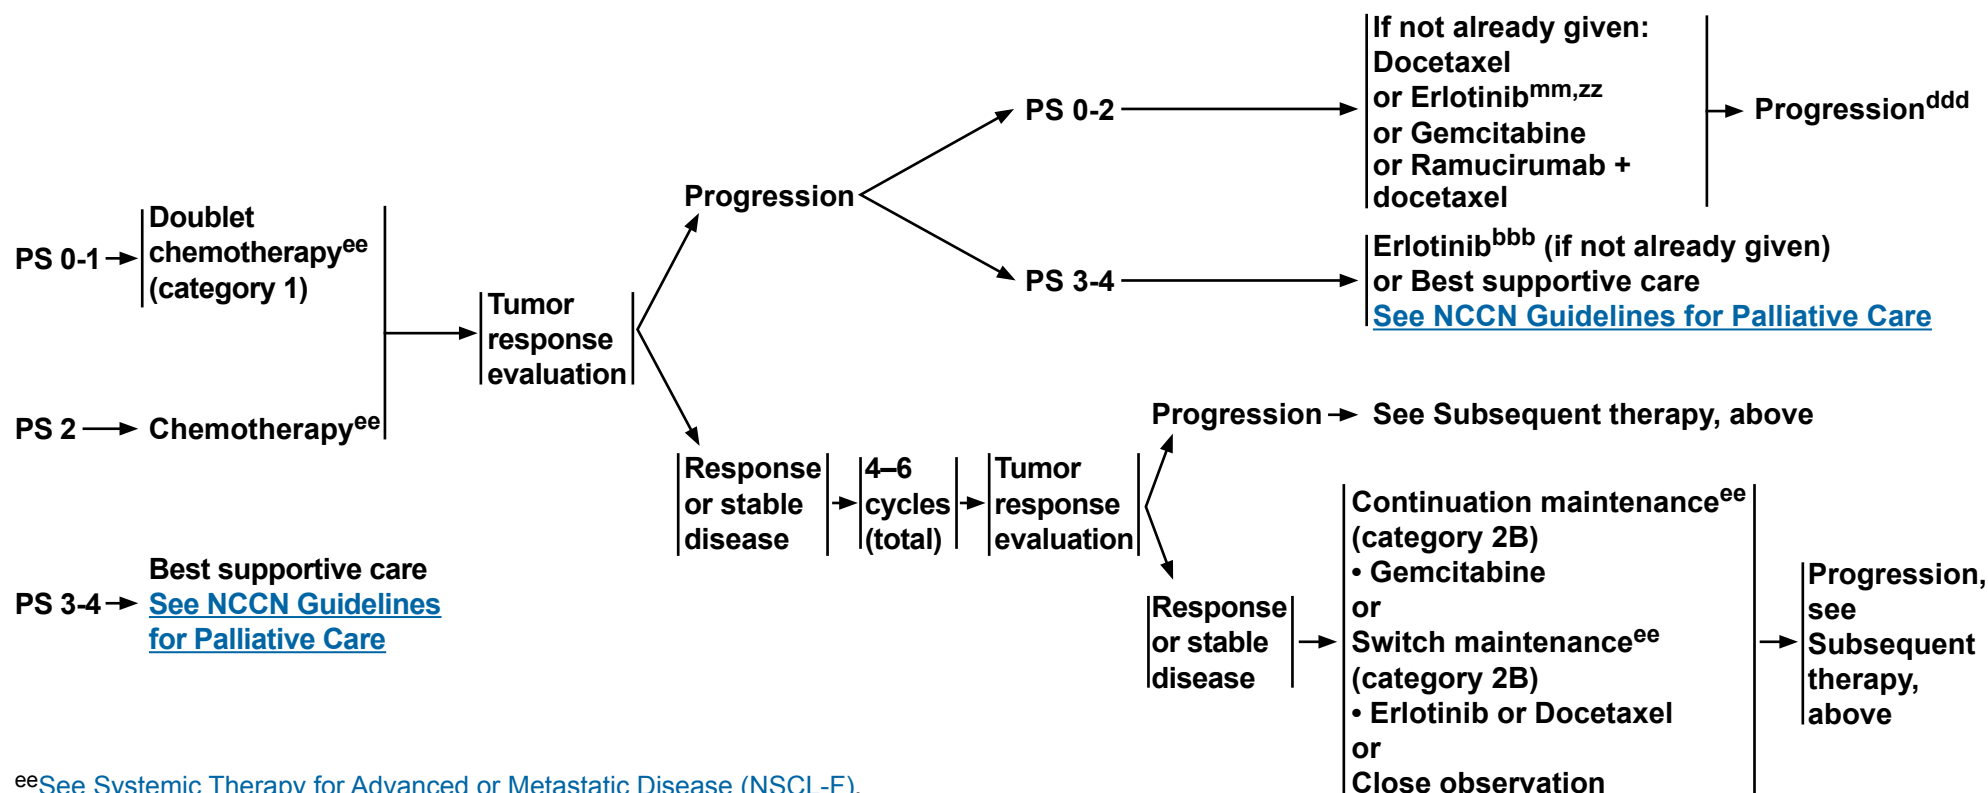 PS 0-1
Doublet
chemotherapyee
(category 1)
PS 2
Chemotherapyee
PS 3-4
Best supportive care
See NCCN Guidelines
for Palliative Care
Tumor
response
evaluation
Progression
PS 0-2
If not already given:
Docetaxel
or Erlotinibmm,zz
or Gemcitabine
or Ramucirumab +
docetaxel
Progressionddd
PS 3-4
Erlotinibbbb (if not already given)
or Best supportive care
See NCCN Guidelines for Palliative Care
Response
or stable
disease
4–6
cycles
(total)
Tumor
response
evaluation
Progression
See Subsequent therapy, above
Response
or stable
disease
Continuation maintenanceee
(category 2B)
• Gemcitabine
or
Switch maintenanceee
(category 2B)
• Erlotinib or Docetaxel
or
Close observation
Progression,
see
Subsequent
therapy,
above
eeSee Systemic Therapy for Advanced or Metastatic Disease (NSCL-F).